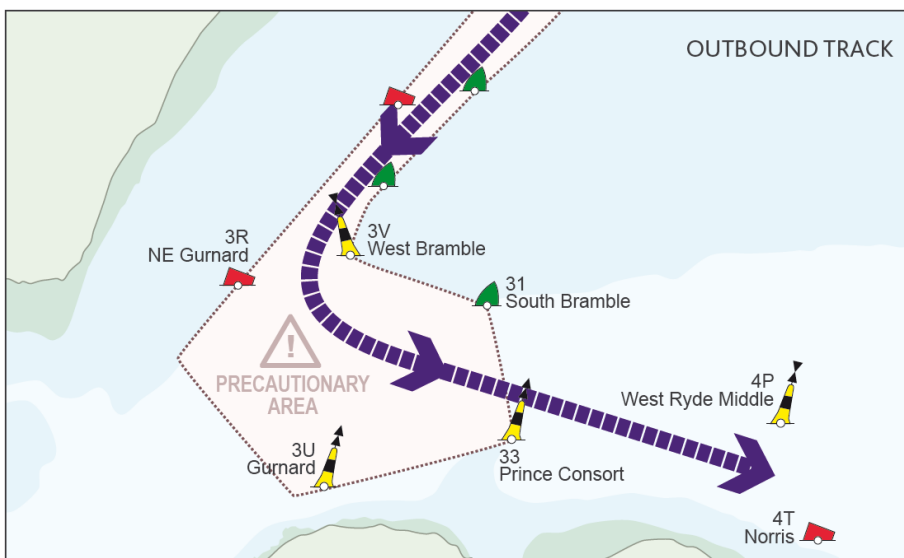 OUTBOUND TRACK
3R
NE Gurnard
3V
West Bramble
31
South Bramble
!
PRECAUTIONARY
AREA
4P
West Ryde Middle
3U
Gurnard
33
Prince Consort
4T
Norris